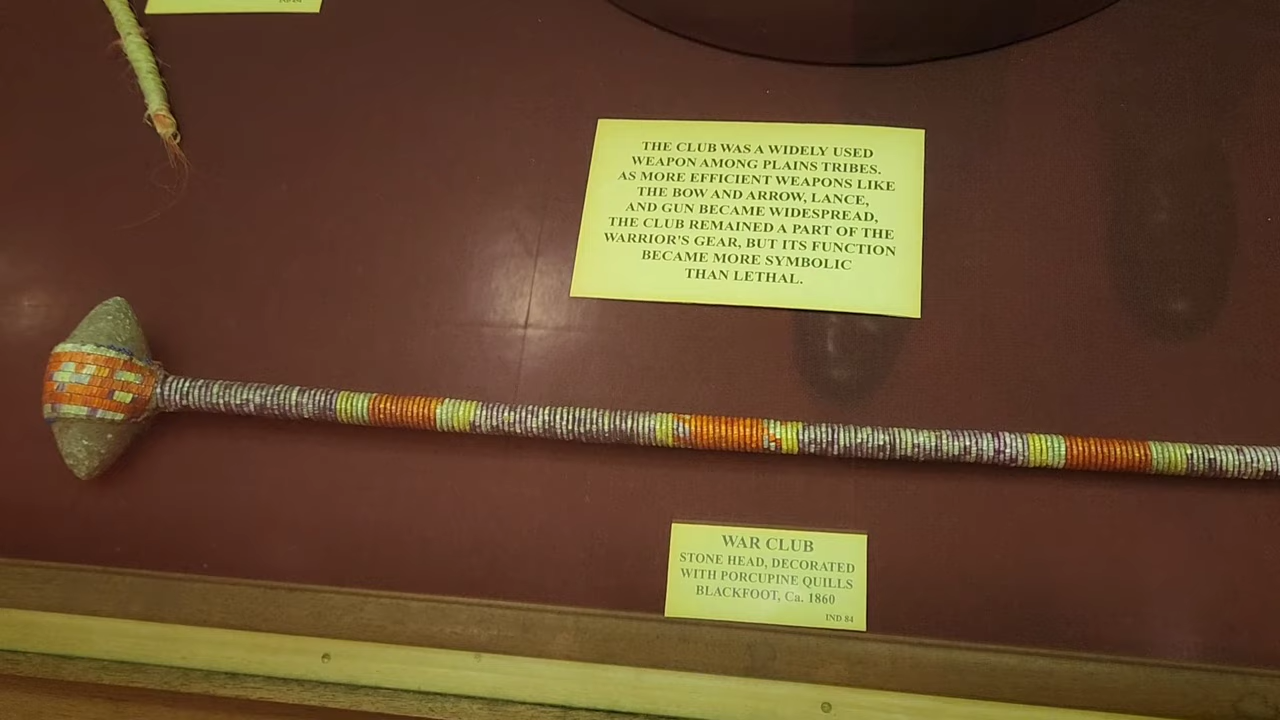 THE CLUB WAS A WIDELY USED
WEAPON AMONG PLAINS TRIBES.
AS MORE EFFICIENT WEAPONS LIKE
THE BOW AND ARROW, LANCE,
AND GUN BECAME WIDESPREAD,
THE CLUB REMAINED A PART OF THE
WARRIOR'S GEAR, BUT ITS FUNCTION
BECAME MORE SYMBOLIC
THAN LETHAL.
WAR CLUB
STONE HEAD, DECORATED
WITH PORCUPINE QUILLS
BLACKFOOT, Ca. 1860
IND 84